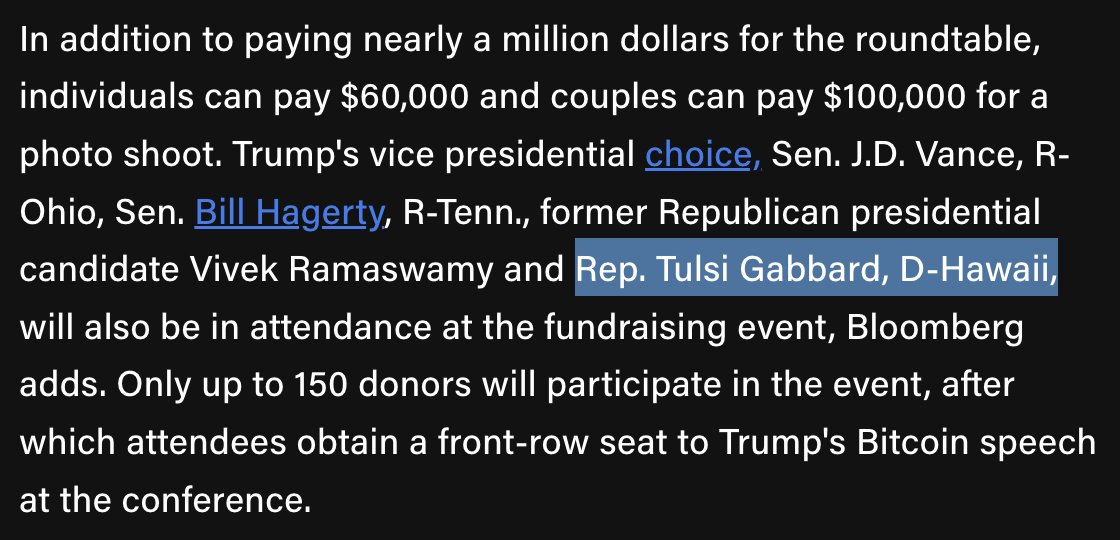 In addition to paying nearly a million dollars for the roundtable,
individuals can pay $60,000 and couples can pay $100,000 for a
photo shoot. Trump's vice presidential choice, Sen. J.D. Vance, R-
Ohio, Sen. Bill Hagerty, R-Tenn., former Republican presidential
candidate Vivek Ramaswamy and Rep. Tulsi Gabbard, D-Hawaii,
will also be in attendance at the fundraising event, Bloomberg
adds. Only up to 150 donors will participate in the event, after
which attendees obtain a front-row seat to Trump's Bitcoin speech
at the conference.